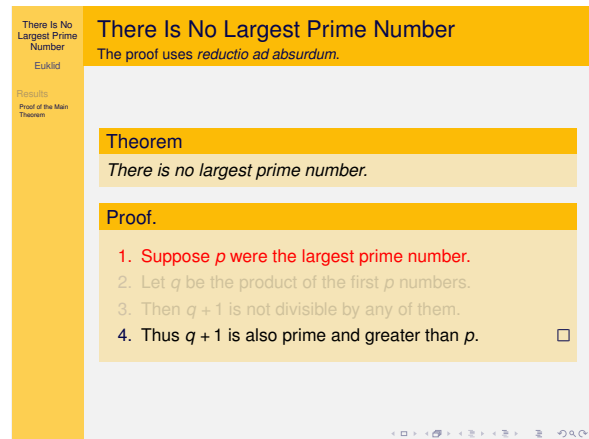 There Is No
Largest Prime
Number
Euklid
Results
Proof of the Main
Theorem
There Is No Largest Prime Number
The proof uses reductio ad absurdum.
Theorem
There is no largest prime number.
Proof.
1. Suppose p were the largest prime number.
2. Let q be the product of the first p numbers.
3. Then q + 1 is not divisible by any of them.
4. Thus q + 1 is also prime and greater than p. □